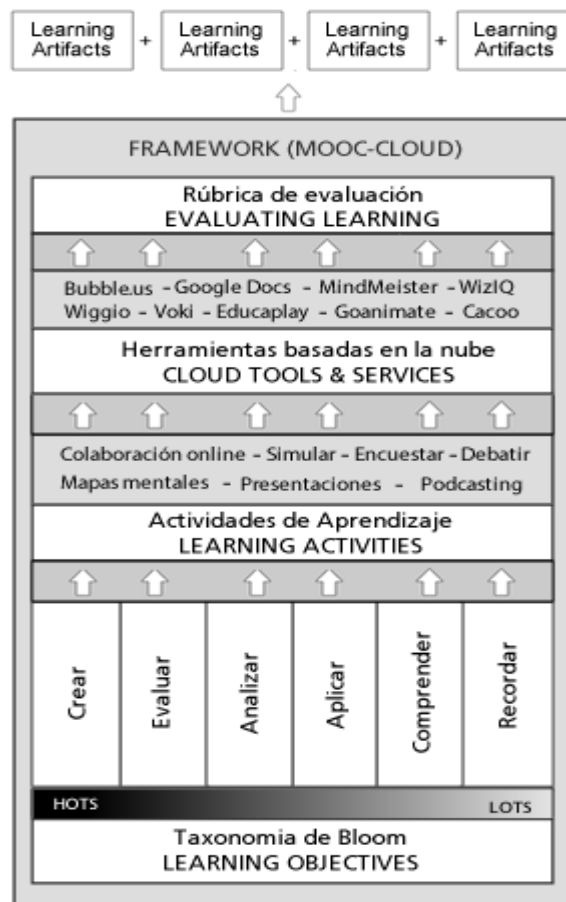 Learning
Artifacts
+
Learning
Artifacts
+
Learning
Artifacts
+
Learning
Artifacts
FRAMEWORK (MOOC-CLOUD)
Rúbrica de evaluación
EVALUATING LEARNING
Bubble.us – Google Docs – MindMeister – WizIQ
Wiggio – Voki – Educaplay – Goanimate – Cacoo
Herramientas basadas en la nube
CLOUD TOOLS & SERVICES
Colaboración online – Simular – Encuestar – Debatir
Mapas mentales – Presentaciones – Podcasting
Actividades de Aprendizaje
LEARNING ACTIVITIES
Crear
Evaluar
Analizar
Aplicar
Comprender
Recordar
HOTS
LOTS
Taxonomia de Bloom
LEARNING OBJECTIVES